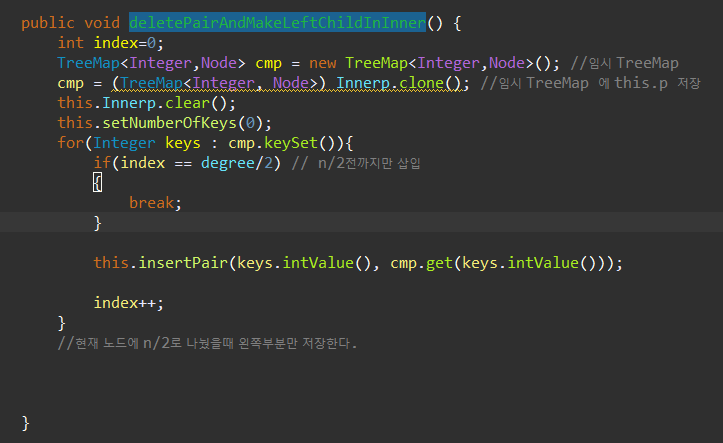 public void deletePairAndMakeLeftChildInInner() {
int index=0;
TreeMap<Integer,Node> cmp = new TreeMap<Integer,Node>(); //임시 TreeMap
cmp = (TreeMap<Integer, Node>) Innerp.clone(); //임시 TreeMap 에 this.p 저장
this.Innerp.clear();
this.setNumberOfKeys(0);
for(Integer keys : cmp.keySet()){
if(index == degree/2) // n/2전까지만 삽입
{
break;
}
this.insertPair(keys.intValue(), cmp.get(keys.intValue()));
index++;
}
//현재 노드에 n/2로 나눴을때 왼쪽부분만 저장한다.
}